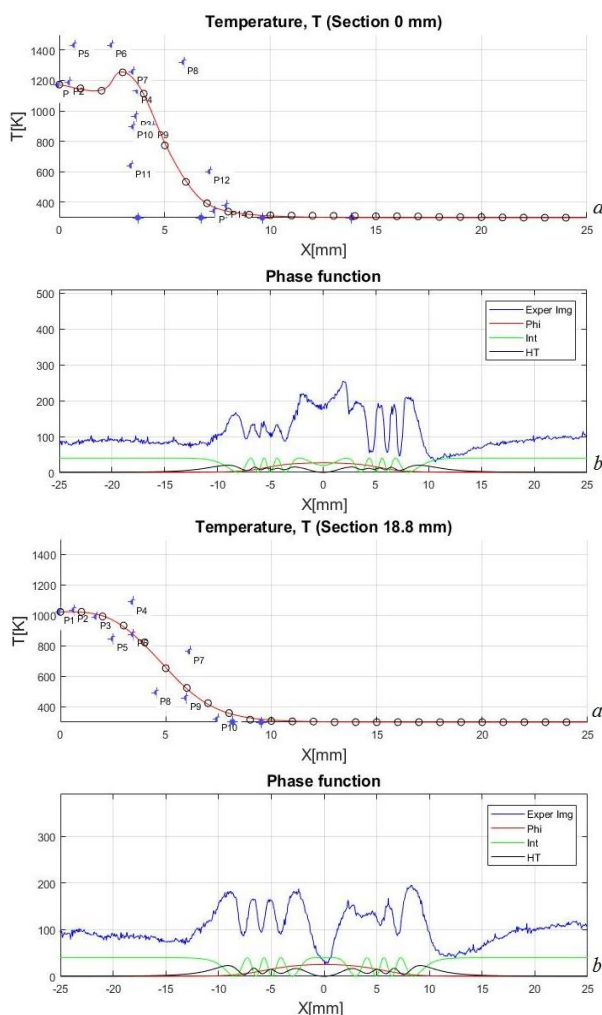 Temperature, T (Section 0 mm)
T[K]
1400
1200
1000
800
600
400
P5
P6
P8
P7
P2
P4
P10
P9
P11
P12
P14
0 5 10 15 20 25
X[mm]
a
Phase function
500
400
300
200
100
0
Exper Img
Phi
Int
HT
-25 -20 -15 -10 -5 0 5 10 15 20 25
X[mm]
b
Temperature, T (Section 18.8 mm)
T[K]
1400
1200
1000
800
600
400
P4
P1
P2
P3
P5
P7
P8
P9
P10
0 5 10 15 20 25
X[mm]
a
Phase function
300
200
100
0
Exper Img
Phi
Int
HT
-25 -20 -15 -10 -5 0 5 10 15 20 25
X[mm]
b